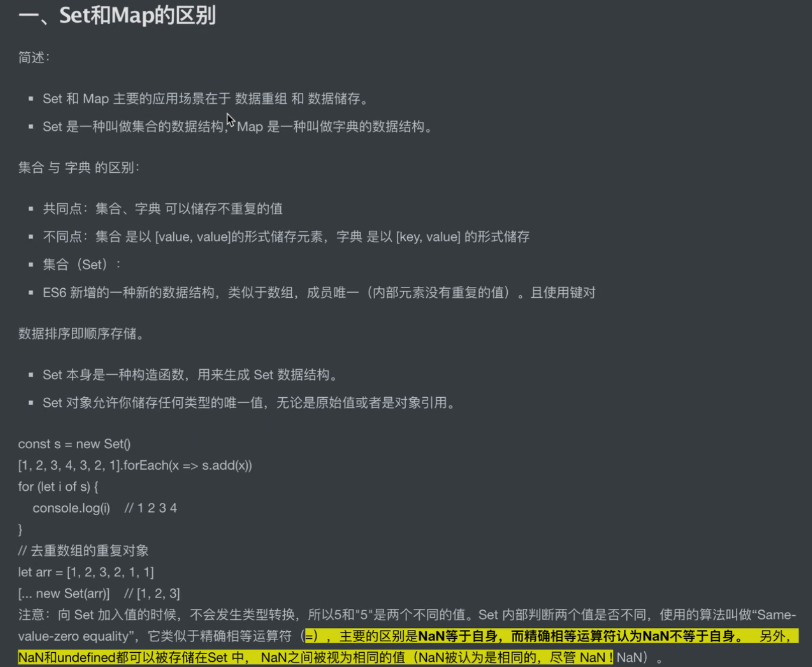 一、Set和Map的区别
简述：
Set 和 Map 主要的应用场景在于 数据重组 和 数据储存。
Set 是一种叫做集合的数据结构，Map 是一种叫做字典的数据结构。
集合 与 字典 的区别：
共同点：集合、字典 可以储存不重复的值
不同点：集合 是以 [value, value]的形式储存元素，字典 是以 [key, value] 的形式储存
集合（Set）：
ES6 新增的一种新的数据结构，类似于数组，成员唯一（内部元素没有重复的值）。且使用键对
数据排序即顺序存储。
Set 本身是一种构造函数，用来生成 Set 数据结构。
Set 对象允许你储存任何类型的唯一值，无论是原始值或者是对象引用。
const s = new Set()
[1, 2, 3, 4, 3, 2, 1].forEach(x => s.add(x))
for (let i of s) {
console.log(i) // 1 2 3 4
}
// 去重数组的重复对象
let arr = [1, 2, 3, 2, 1, 1]
[... new Set(arr)] // [1, 2, 3]
注意：向 Set 加入值的时候，不会发生类型转换，所以5和"5"是两个不同的值。Set 内部判断两个值是否不同，使用的算法叫做“Same-
value-zero equality”，它类似于精确相等运算符（=），主要的区别是NaN等于自身，而精确相等运算符认为NaN不等于自身。 另外，
NaN和undefined都可以被存储在Set 中， NaN之间被视为相同的值（NaN被认为是相同的，尽管 NaN ! NaN）。